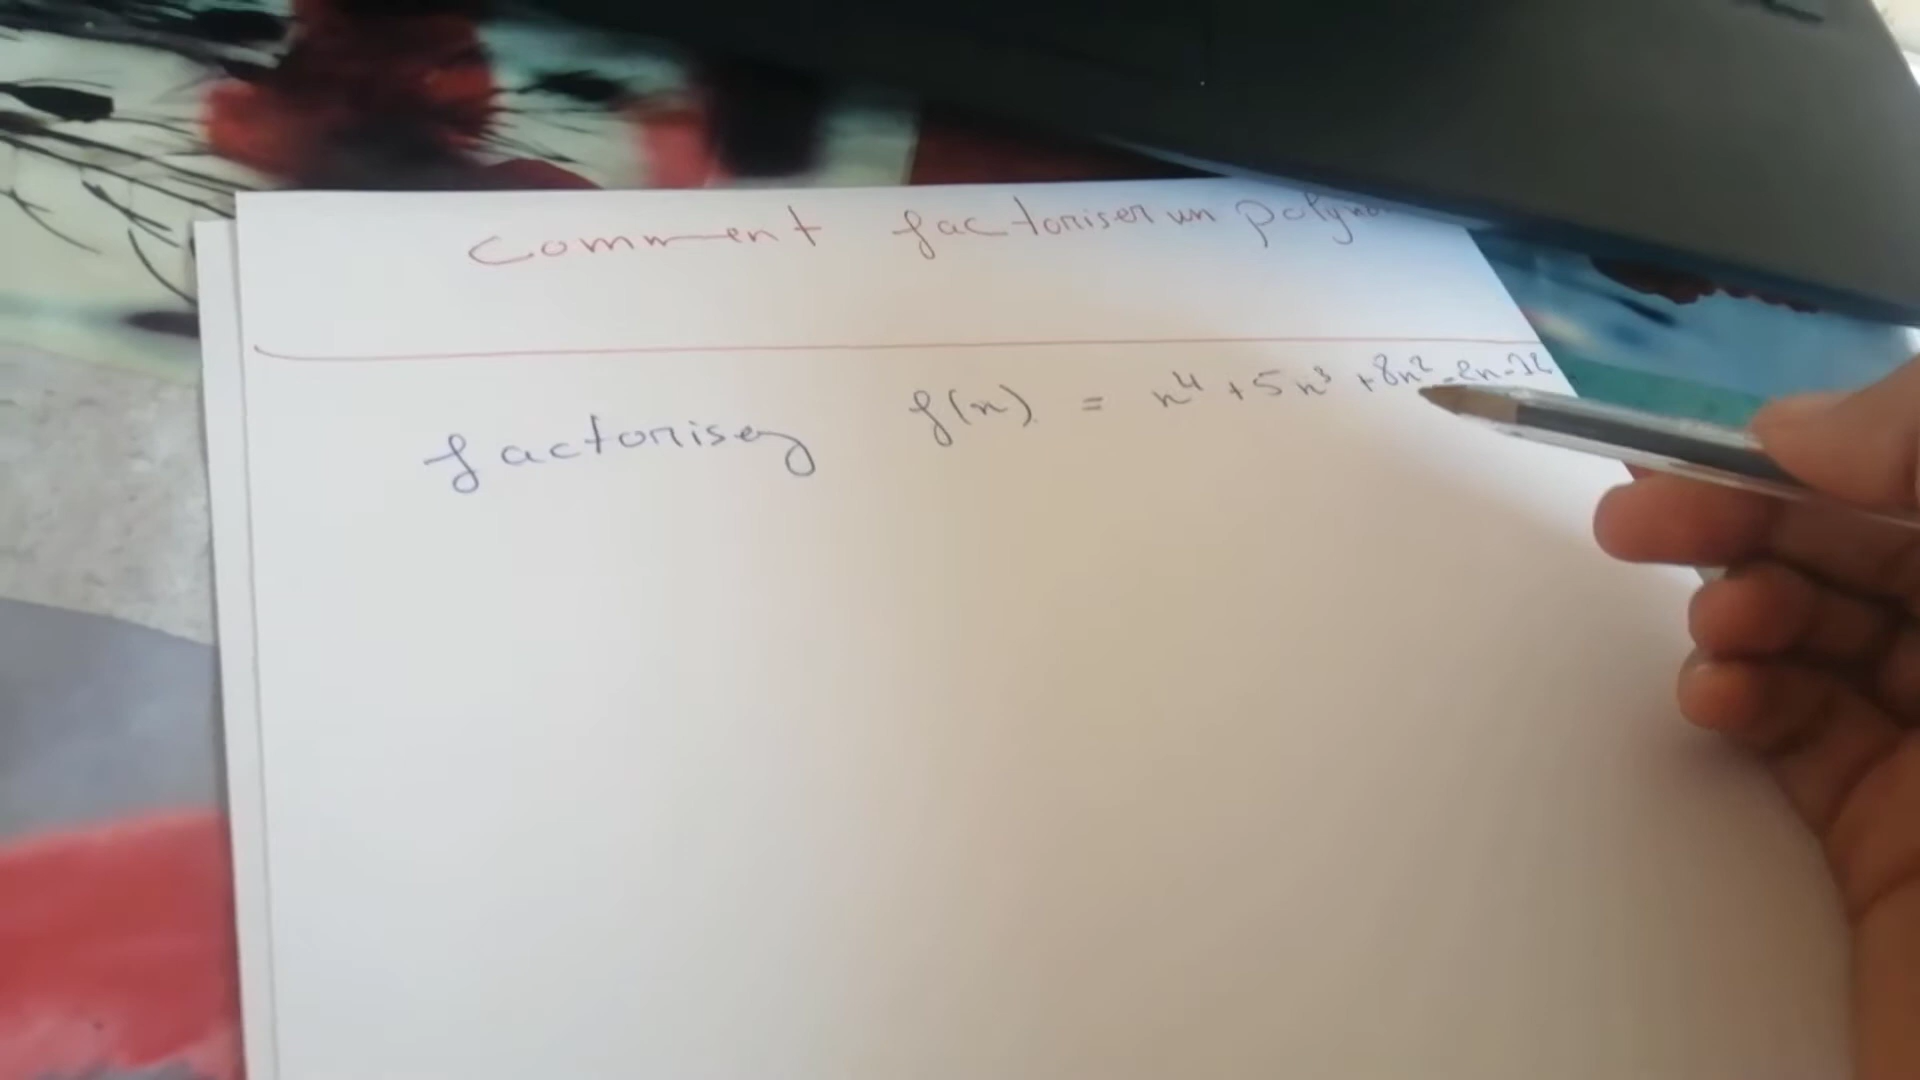 Comment factoriser un
factorisez f(x) = x⁴ + 5x³ + 8x² - 2x - 12